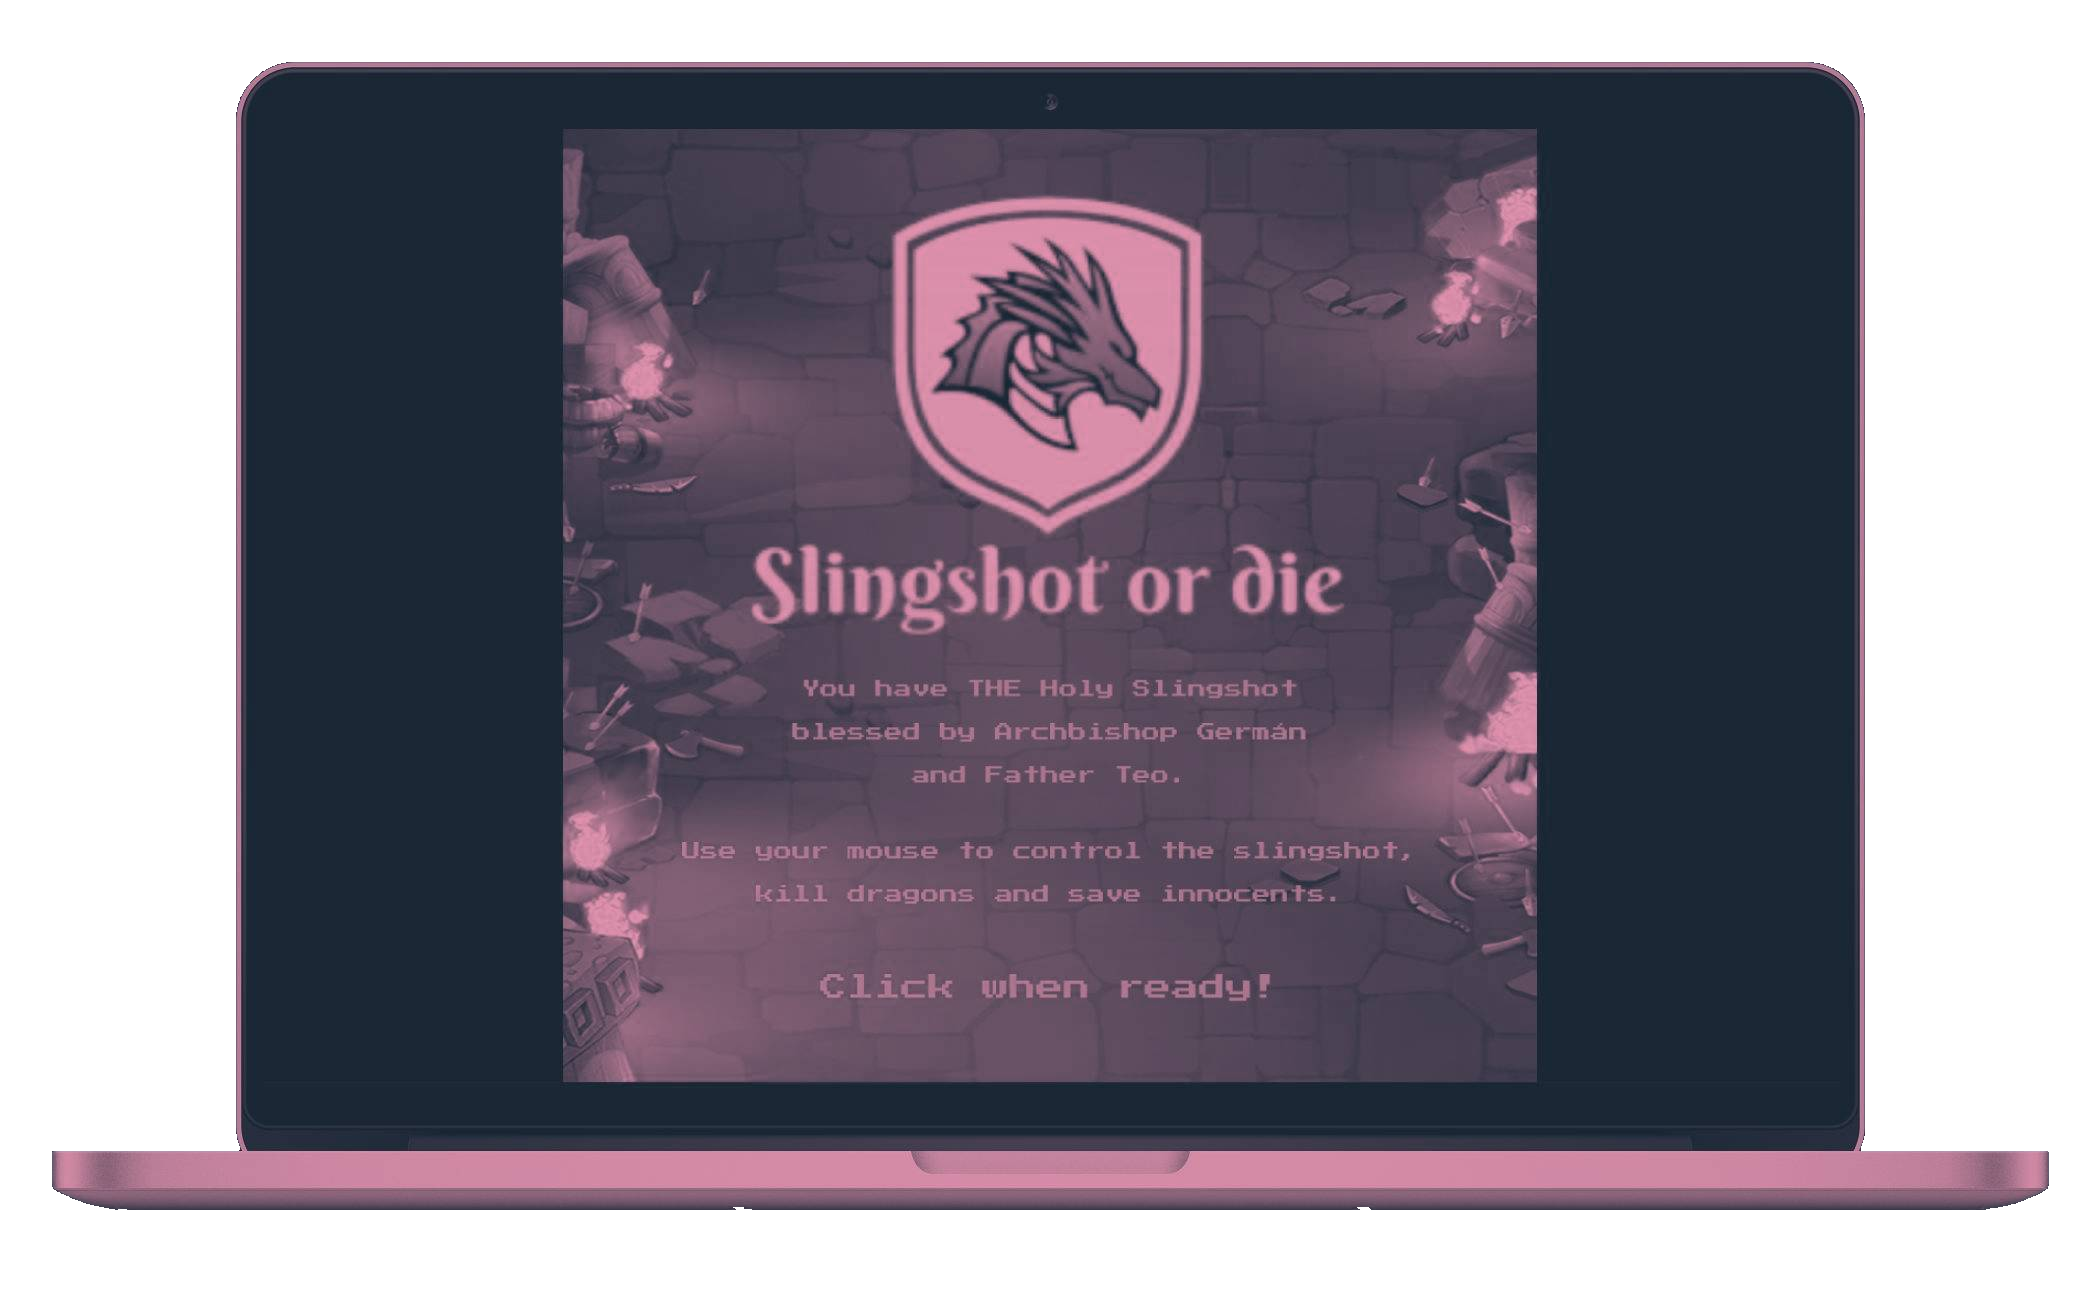 Slingshot or die
You have THE Holy Slingshot
blessed by Archbishop Germán
and Father Teo.
Use your mouse to control the slingshot,
kill dragons and save innocents.
Click when ready!